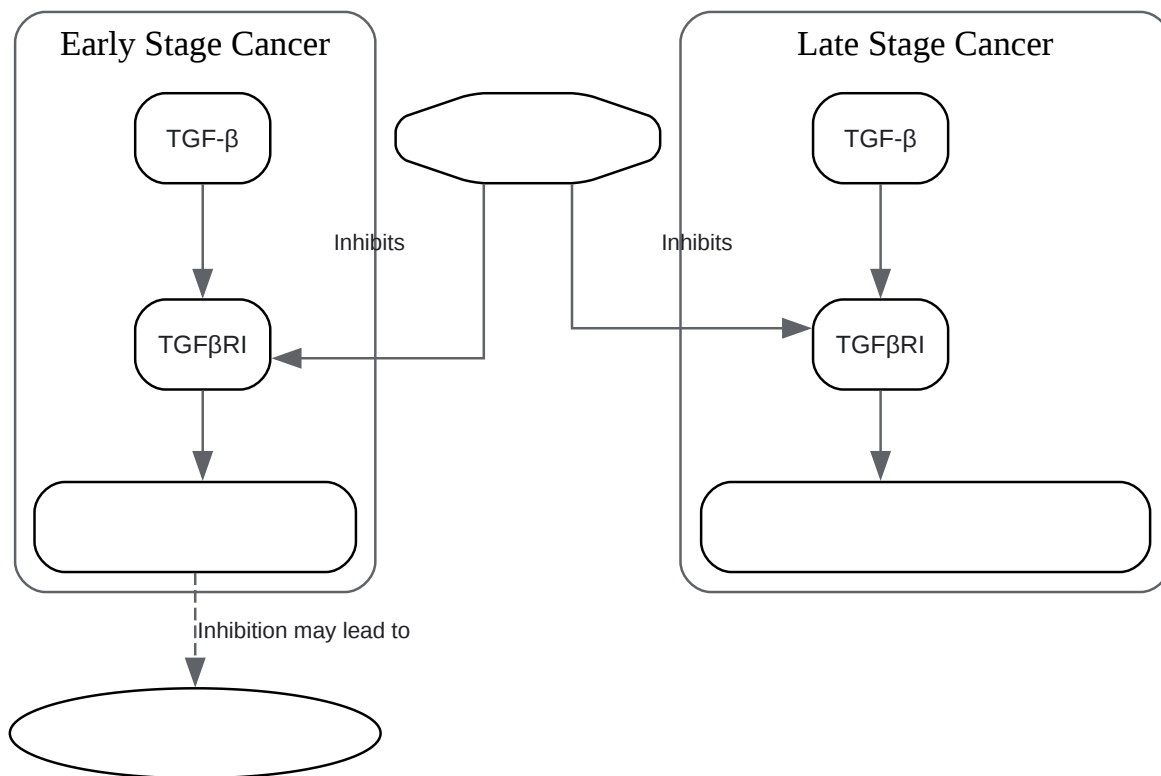 Early Stage Cancer
Late Stage Cancer
TGF-β
TGF-β
Inhibits
Inhibits
TGFβRI
TGFβRI
Inhibition may lead to